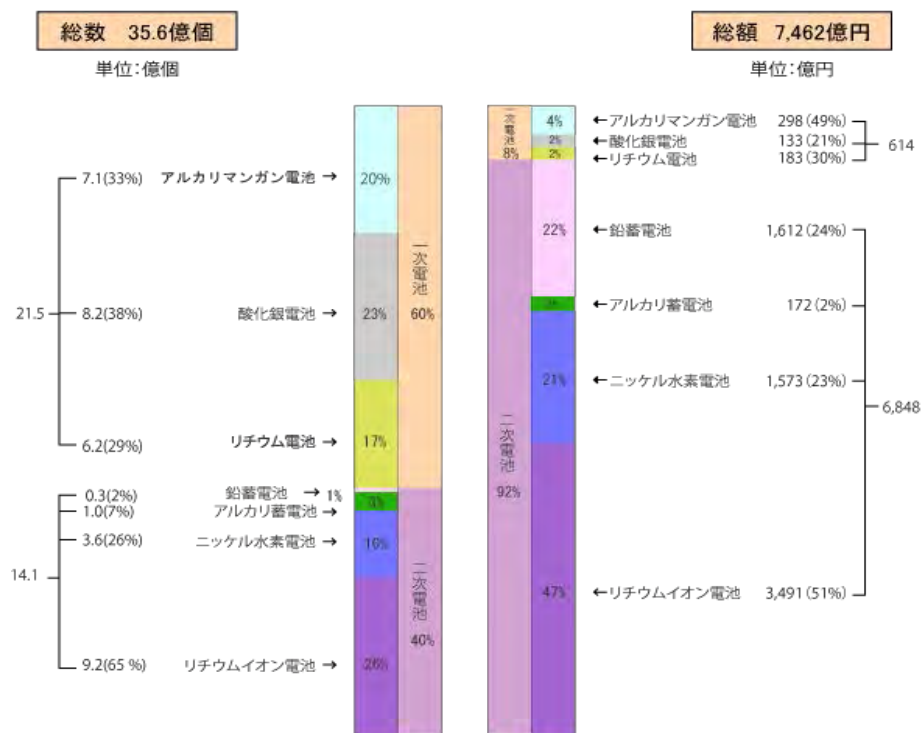 総数 35.6億個
単位：億個
総額 7,462億円
単位：億円
7.1(33%) アルカリマンガン電池 → 20%
21.5 8.2(38%) 酸化銀電池 → 23%
6.2(29%) リチウム電池 → 17%
一次電池 60%
0.3(2%) 鉛蓄電池 → 1%
1.0(7%) アルカリ蓄電池 → 3%
3.6(26%) ニッケル水素電池 →
14.1
9.2(65 %) リチウムイオン電池 → 26%
二次電池 40%
一次電池 8%
4% ←アルカリマンガン電池 298(49%)
2% ←酸化銀電池 133(21%)
2% ←リチウム電池 183(30%)
614
22% ←鉛蓄電池 1,612(24%)
←アルカリ蓄電池 172(2%)
21% ←ニッケル水素電池 1,573(23%)
6,848
47% ←リチウムイオン電池 3,491(51%)
二次電池 92%